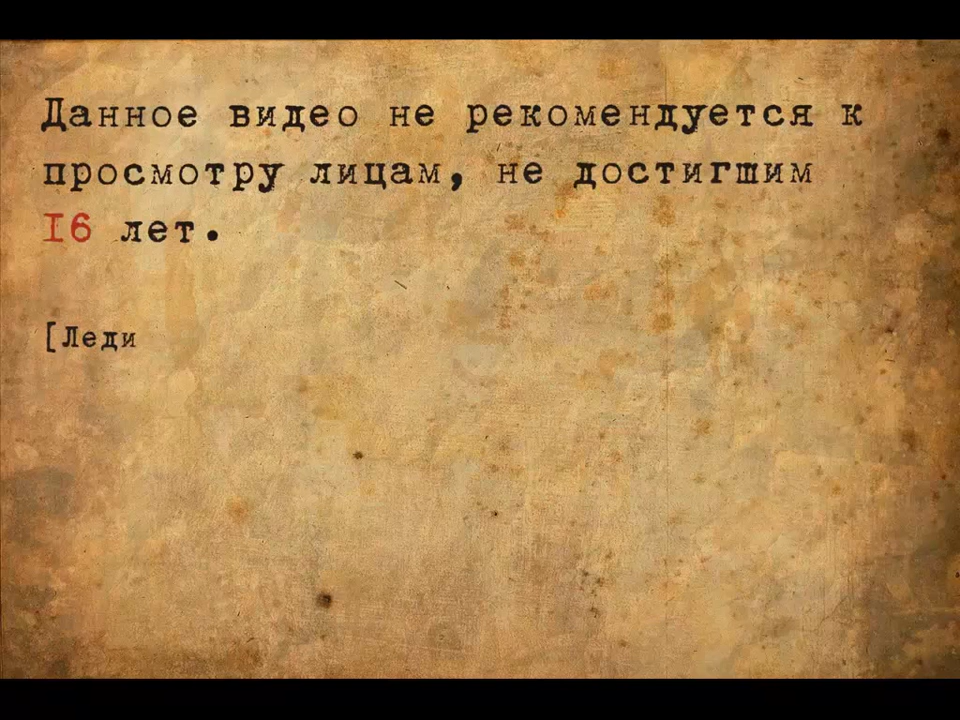 Данное видео не рекомендуется к
просмотру лицам, не достигшим
16 лет.
[Леди